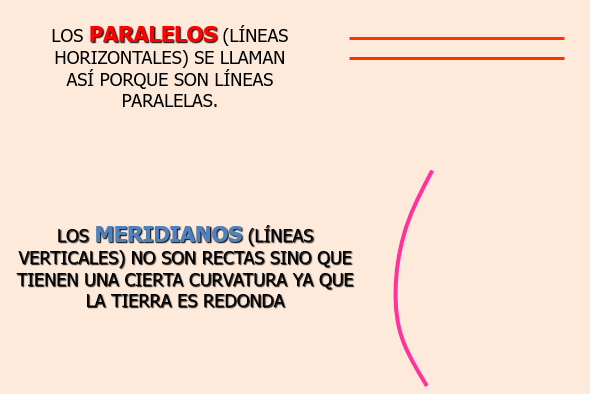 LOS PARALELOS (LÍNEAS
HORIZONTALES) SE LLAMAN
ASÍ PORQUE SON LÍNEAS
PARALELAS.
LOS MERIDIANOS (LÍNEAS
VERTICALES) NO SON RECTAS SINO QUE
TIENEN UNA CIERTA CURVATURA YA QUE
LA TIERRA ES REDONDA